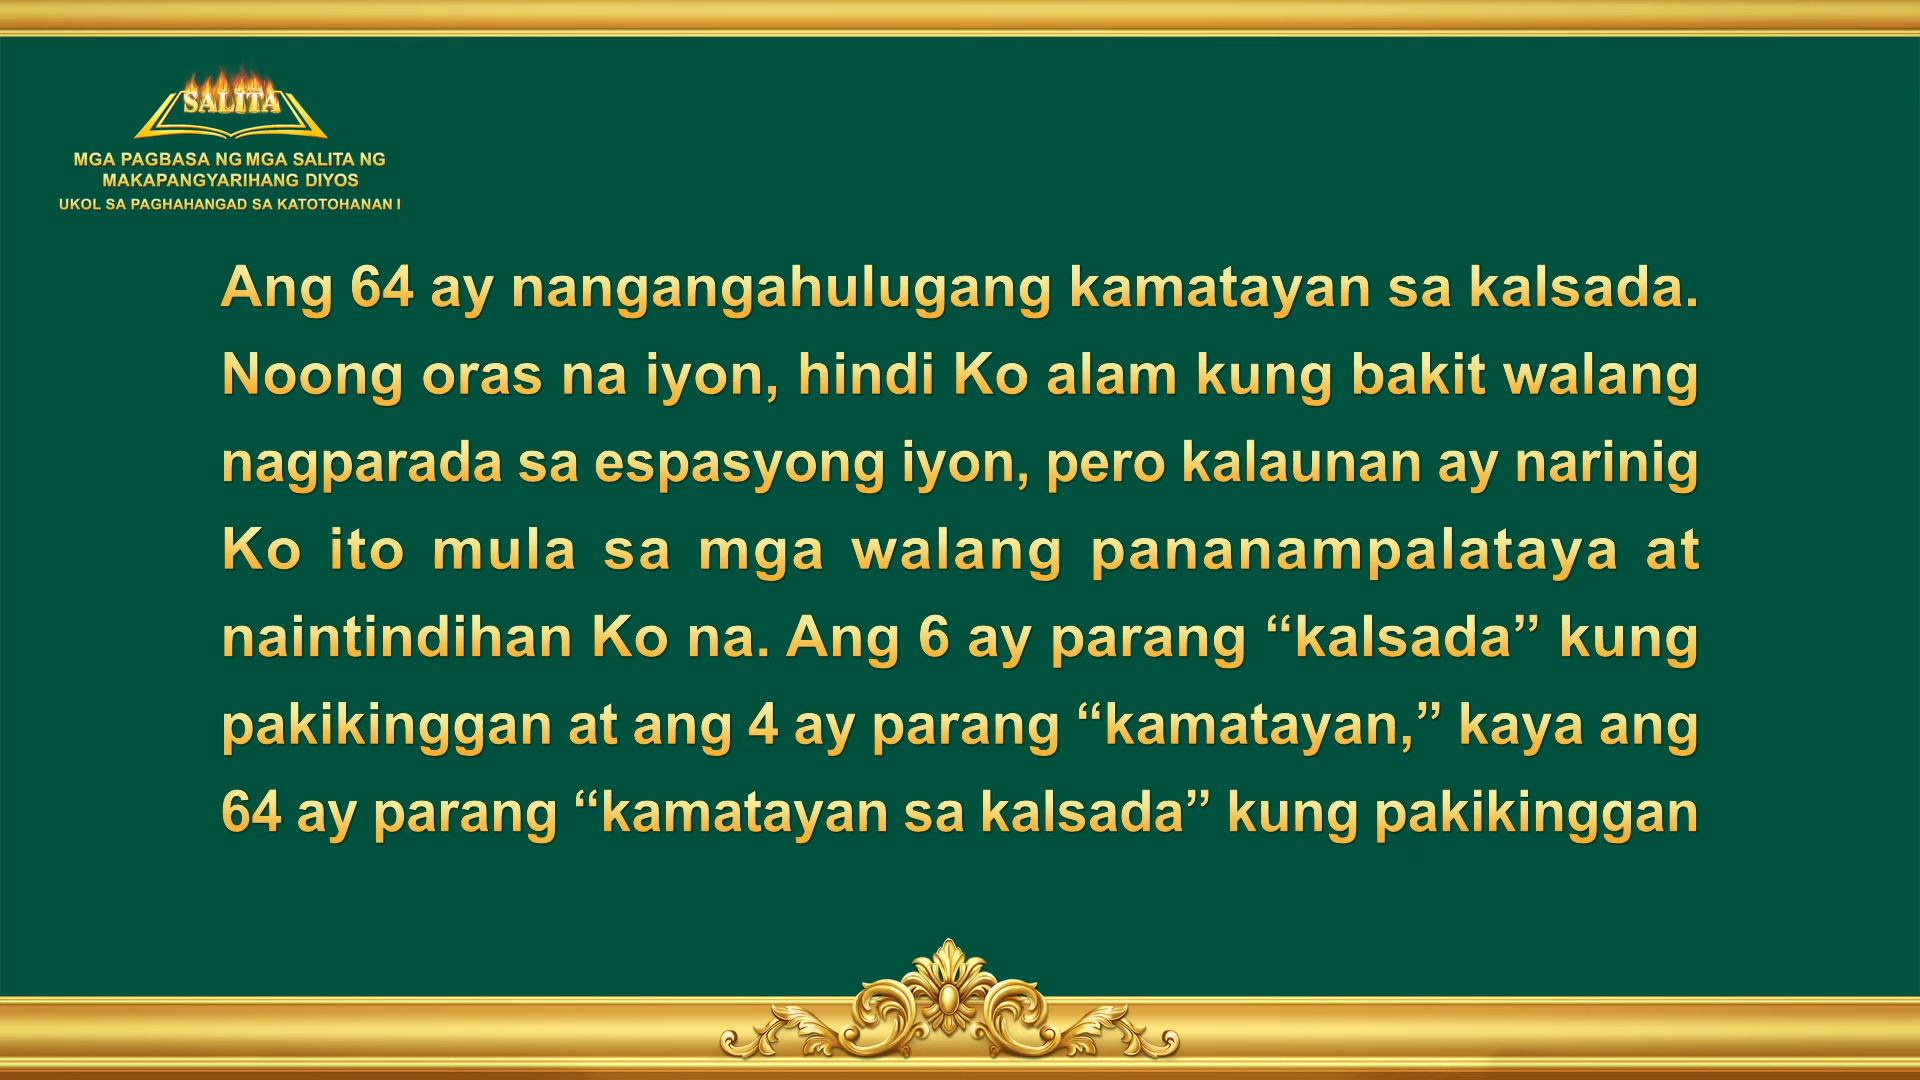 SALITA
MGA PAGBASA NG MGA SALITA NG
MAKAPANGYARIHANG DIYOS
UKOL SA PAGHAHANGAD SA KATOTOHANAN I
Ang 64 ay nangangahulugang kamatayan sa kalsada.
Noong oras na iyon, hindi Ko alam kung bakit walang
nagparada sa espasyong iyon, pero kalaunan ay narinig
Ko ito mula sa mga walang pananampalataya at
naintindihan Ko na. Ang 6 ay parang “kalsada” kung
pakikinggan at ang 4 ay parang “kamatayan,” kaya ang
64 ay parang “kamatayan sa kalsada” kung pakikinggan